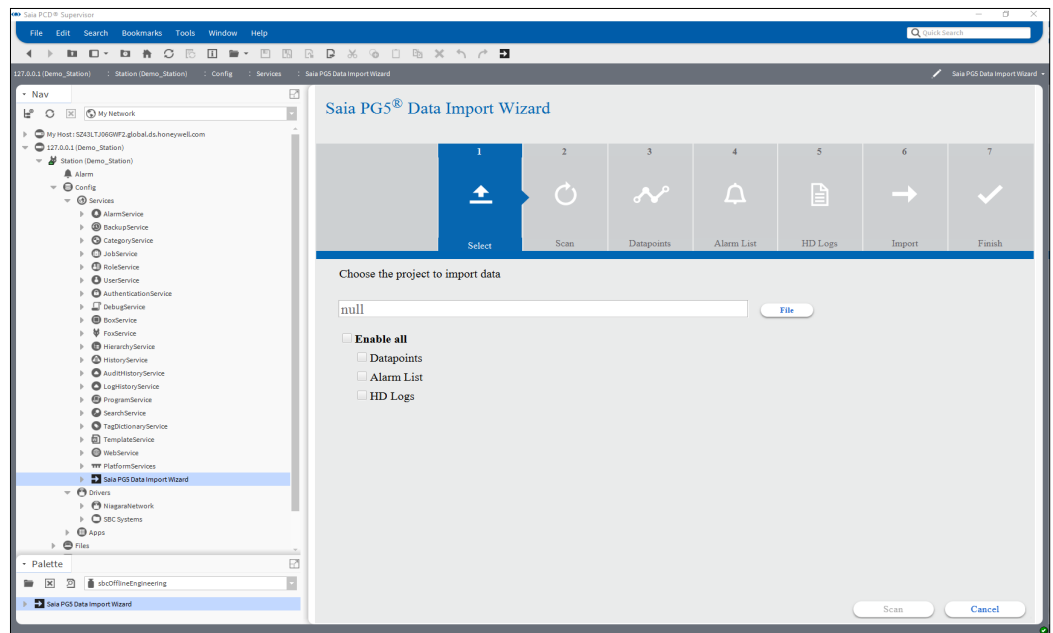 Saia PCD® Supervisor
File Edit Search Bookmarks Tools Window Help
Quick Search
127.0.0.1 (Demo_Station) : Station (Demo_Station) : Config : Services : Saia PG5 Data Import Wizard
Saia PG5 Data Import Wizard
Nav
My Network
My Host : SZ43LTJ06GWF2.global.ds.honeywell.com
127.0.0.1 (Demo_Station)
Station (Demo_Station)
Alarm
Config
Services
AlarmService
BackupService
CategoryService
JobService
RoleService
UserService
AuthenticationService
DebugService
BoxService
FoxService
HierarchyService
HistoryService
AuditHistoryService
LogHistoryService
ProgramService
SearchService
TagDictionaryService
TemplateService
WebService
PlatformServices
Saia PG5 Data Import Wizard
Drivers
NiagaraNetwork
SBC Systems
Apps
Files
Palette
sbcOfflineEngineering
Saia PG5 Data Import Wizard
Saia PG5® Data Import Wizard
1 2 3 4 5 6 7
Select Scan Datapoints Alarm List HD Logs Import Finish
Choose the project to import data
null File
Enable all
Datapoints
Alarm List
HD Logs
Scan Cancel